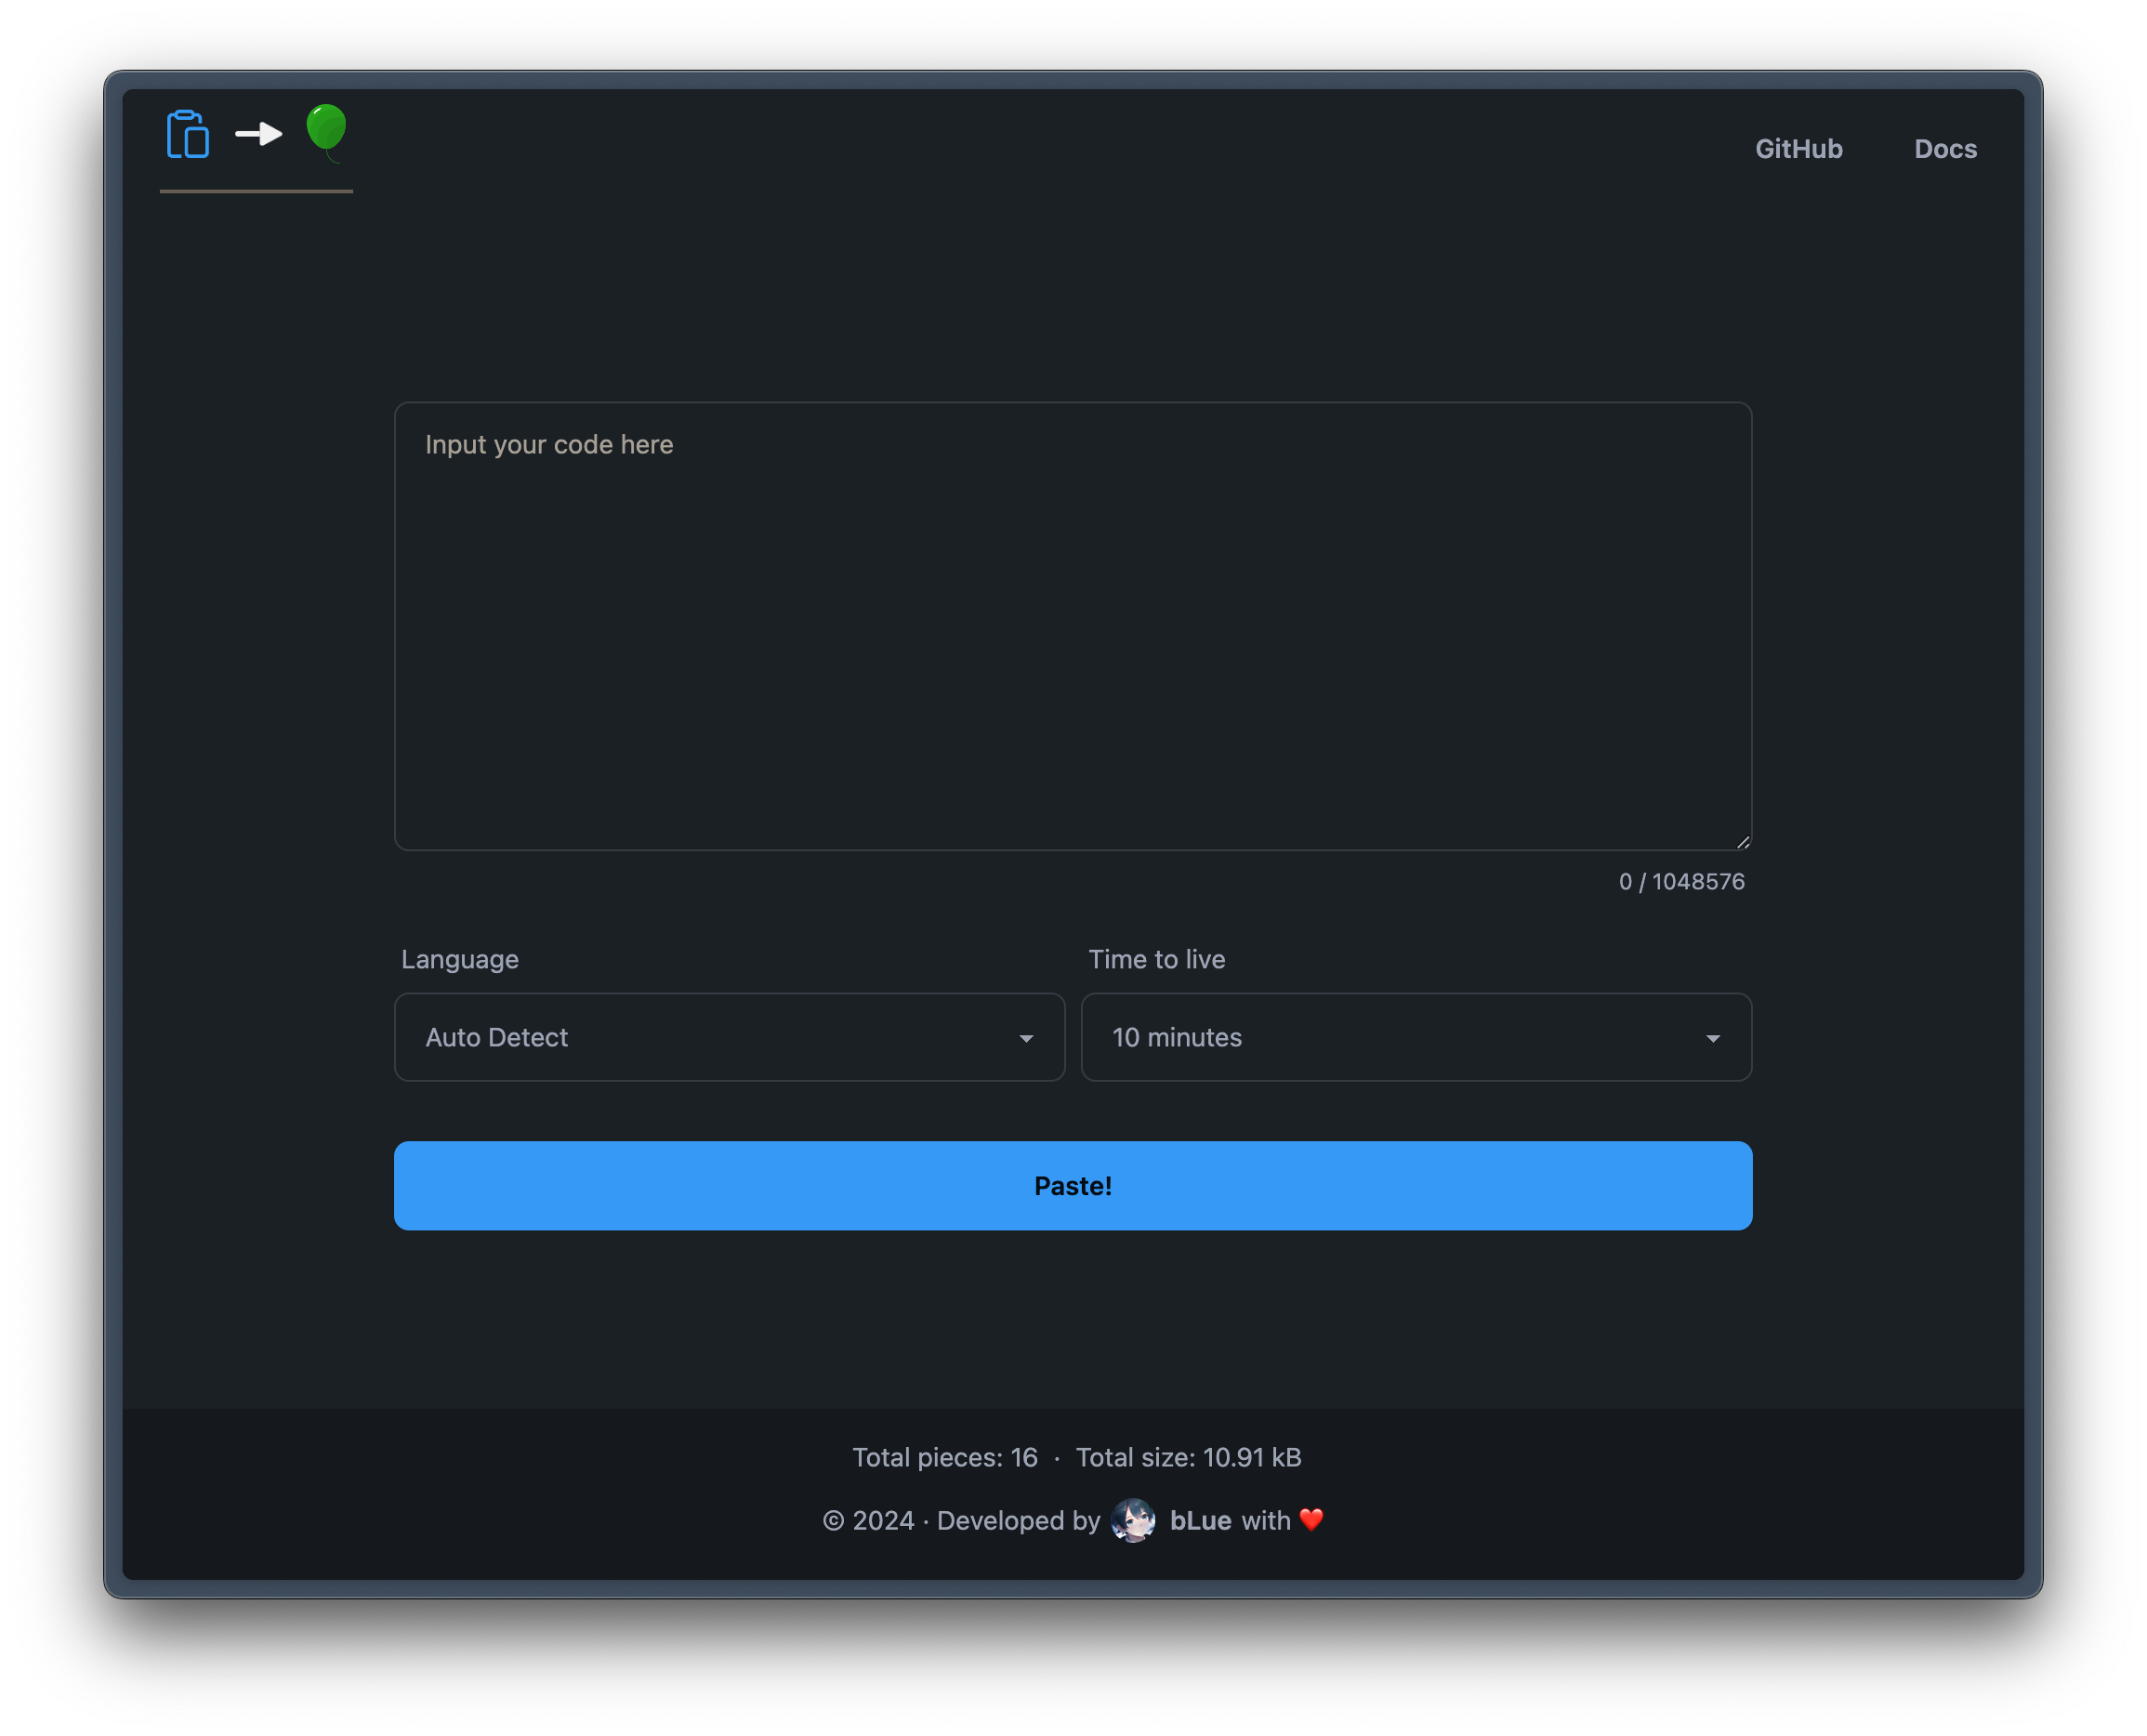 GitHub Docs
Input your code here
0 / 1048576
Language Time to live
Auto Detect 10 minutes
Paste!
Total pieces: 16 · Total size: 10.91 kB
© 2024 · Developed by bLue with ❤️